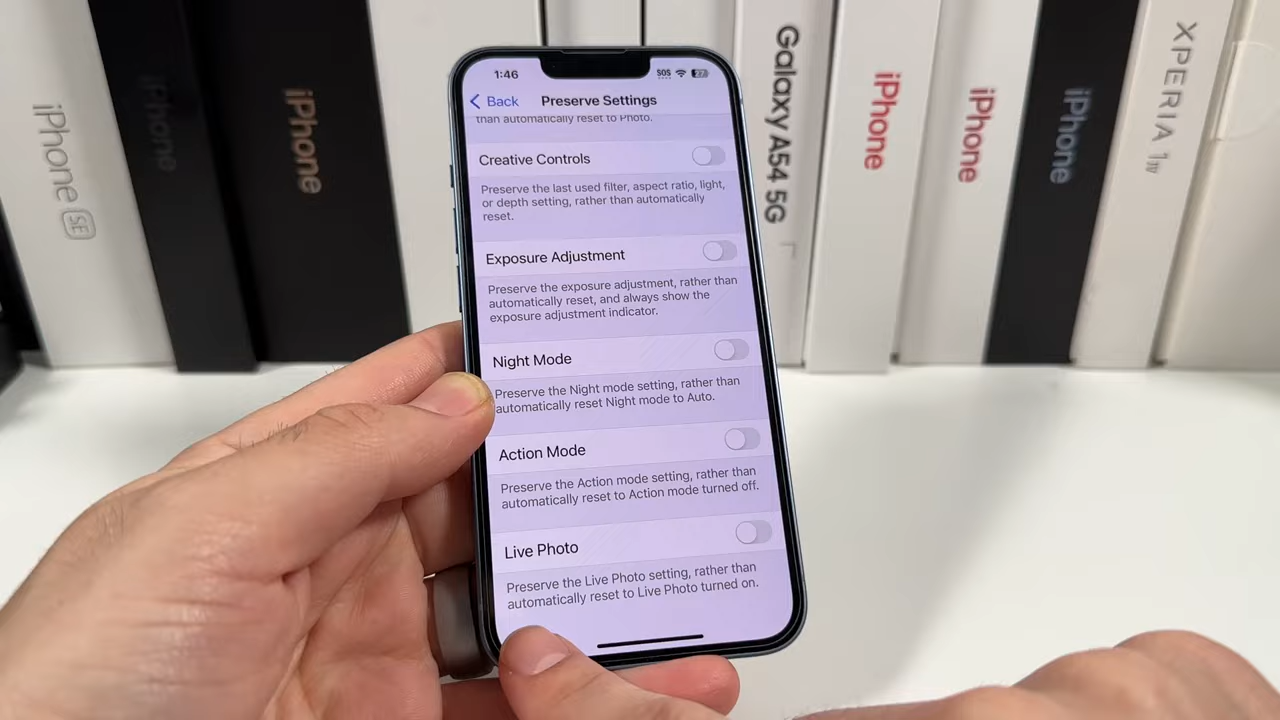 iPhone SE
iPhone
iPhone
Galaxy A54 5G
iPhone
iPhone
iPhone
XPERIA 1 IV
1:46
SOS
27
Back
Preserve Settings
than automatically reset to Photo.
Creative Controls
Preserve the last used filter, aspect ratio, light,
or depth setting, rather than automatically
reset.
Exposure Adjustment
Preserve the exposure adjustment, rather than
automatically reset, and always show the
exposure adjustment indicator.
Night Mode
Preserve the Night mode setting, rather than
automatically reset Night mode to Auto.
Action Mode
Preserve the Action mode setting, rather than
automatically reset to Action mode turned off.
Live Photo
Preserve the Live Photo setting, rather than
automatically reset to Live Photo turned on.